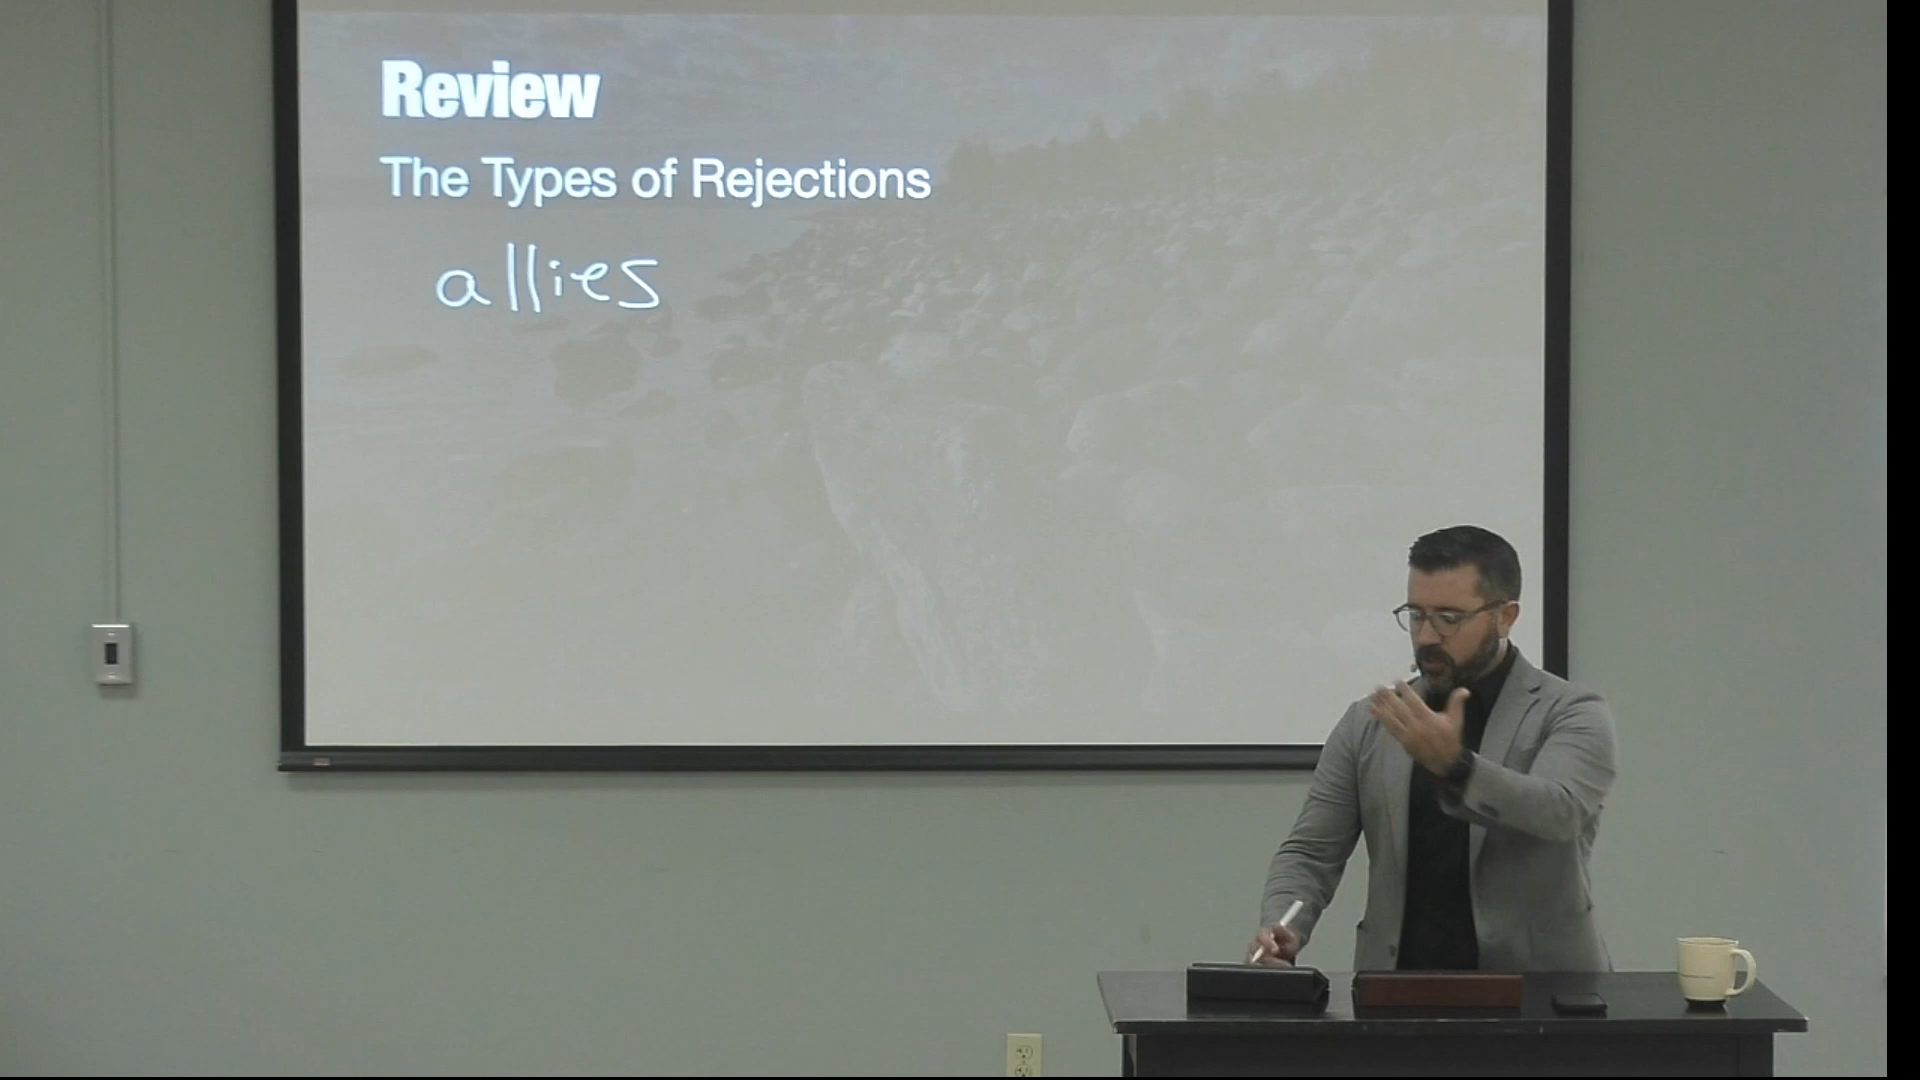 Review
The Types of Rejections
allies